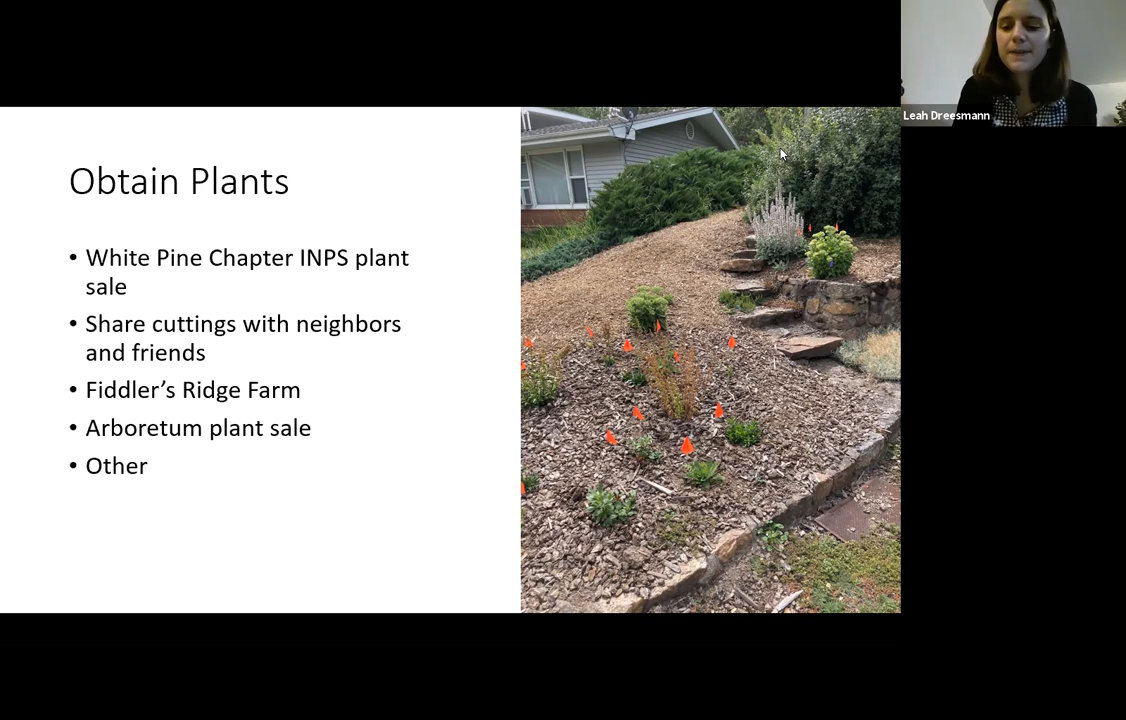 Leah Dreesmann
Obtain Plants
• White Pine Chapter INPS plant
sale
• Share cuttings with neighbors
and friends
• Fiddler’s Ridge Farm
• Arboretum plant sale
• Other